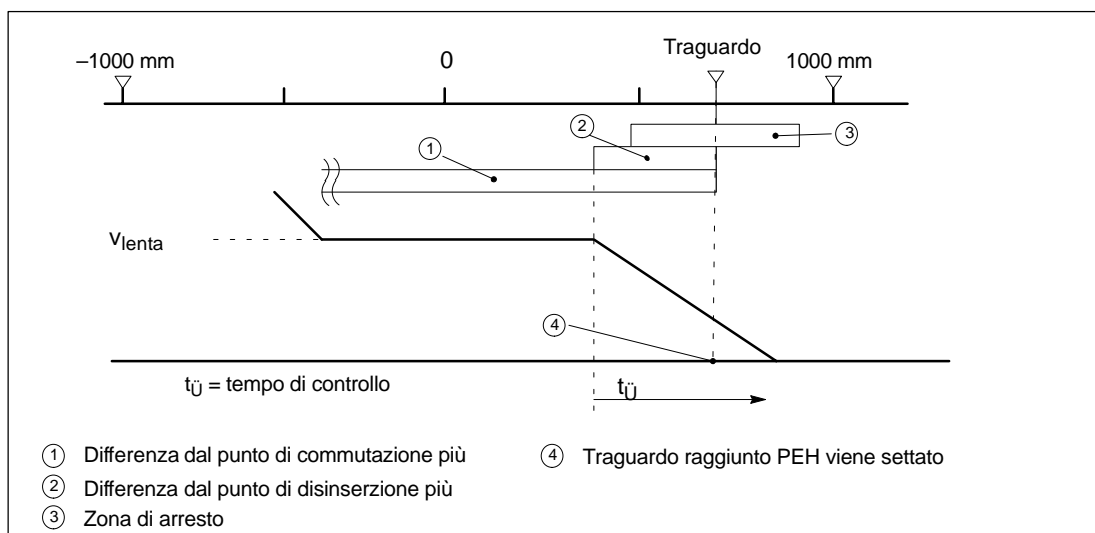 –1000 mm
0
Traguardo
1000 mm
2
3
1
vlenta
4
tÜ = tempo di controllo
tÜ
1 Differenza dal punto di commutazione più
4 Traguardo raggiunto PEH viene settato
2 Differenza dal punto di disinserzione più
3 Zona di arresto